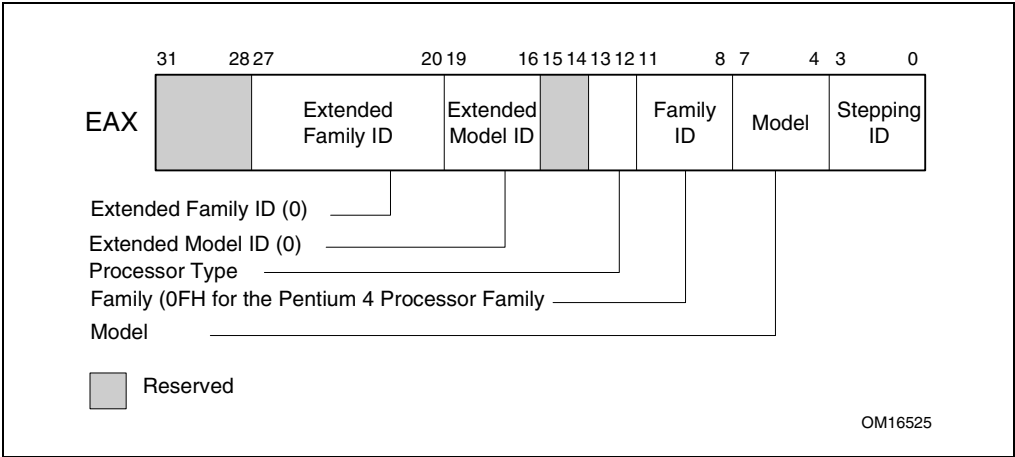 31 28 27 20 19 16 15 14 13 12 11 8 7 4 3 0
EAX
Extended Family ID
Extended Model ID
Family ID
Model
Stepping ID
Extended Family ID (0)
Extended Model ID (0)
Processor Type
Family (0FH for the Pentium 4 Processor Family
Model
Reserved
OM16525